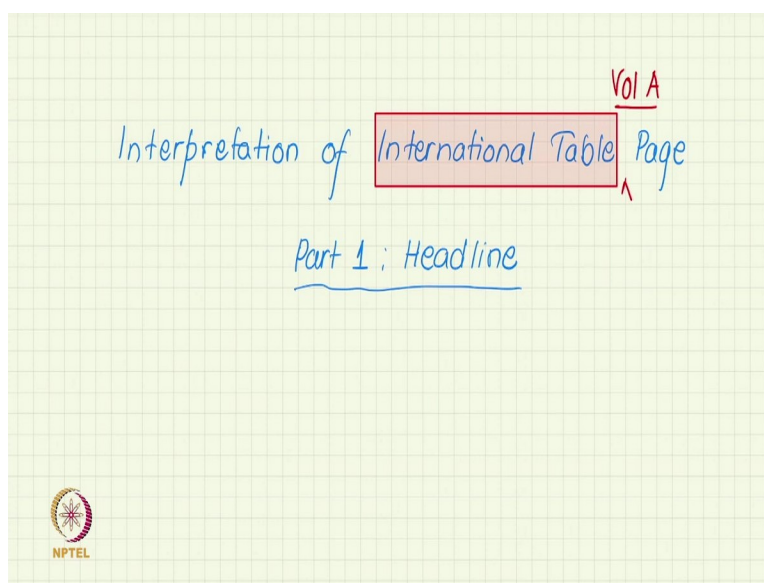 Vol A
Interpretation of International Table ^ Page
Part 1 : Headline
NPTEL